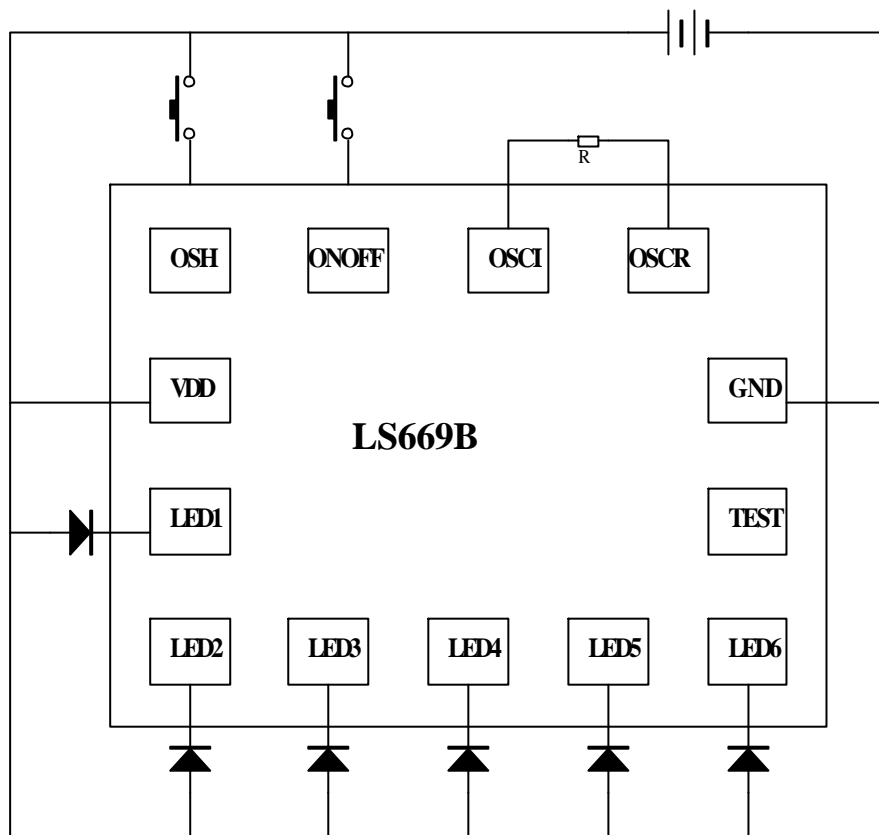 R
OSH ONOFF OSCI OSCR
VDD GND
LS669B
LED1 TEST
LED2 LED3 LED4 LED5 LED6